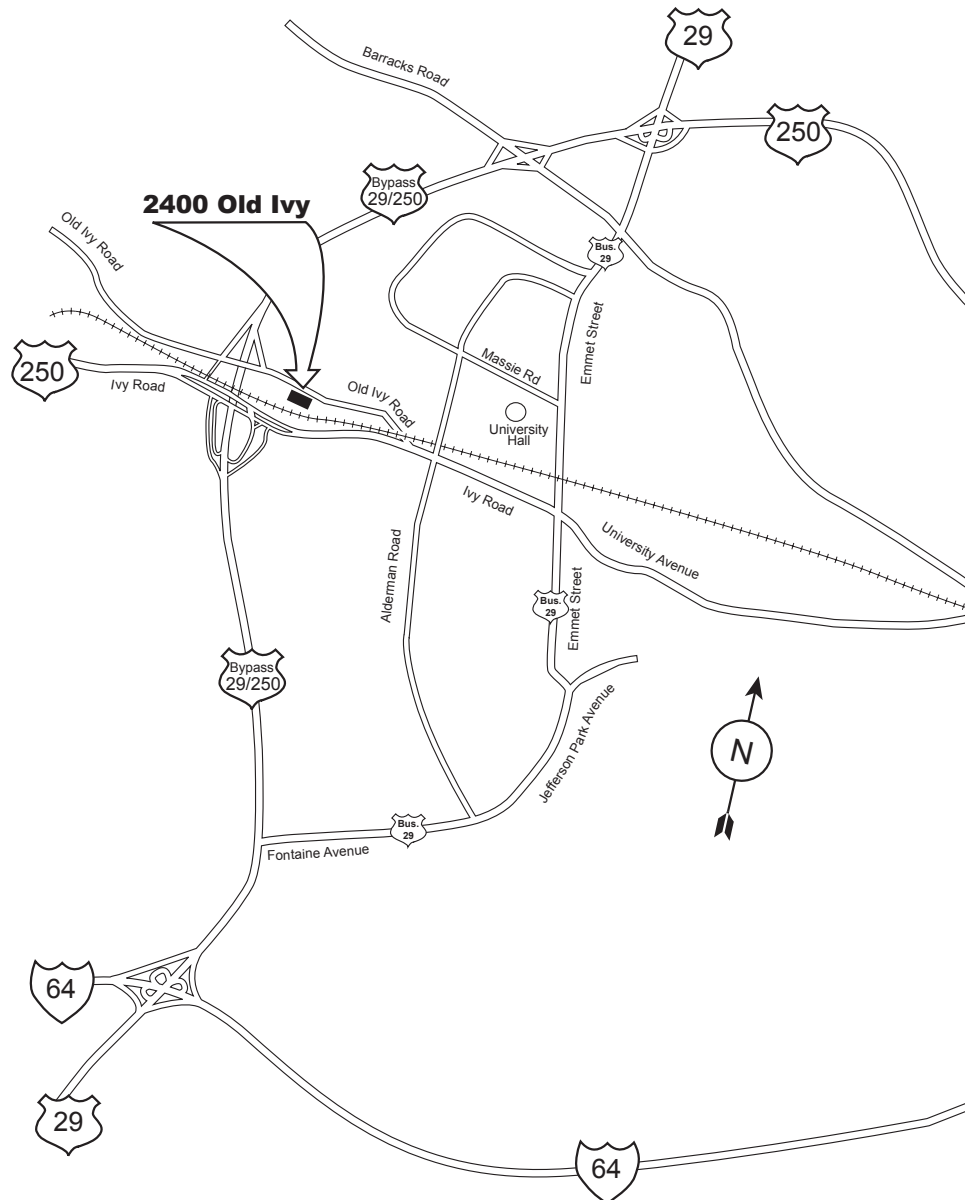 29
Barracks Road
250
Bypass
29/250
2400 Old Ivy
Old Ivy Road
Bus.
29
Emmet Street
250
Ivy Road
Massie Rd
Old Ivy Road
University
Hall
Ivy Road
University Avenue
Alderman Road
Bus.
29
Emmet Street
Bypass
29/250
Jefferson Park Avenue
N
Bus.
29
Fontaine Avenue
64
29
64